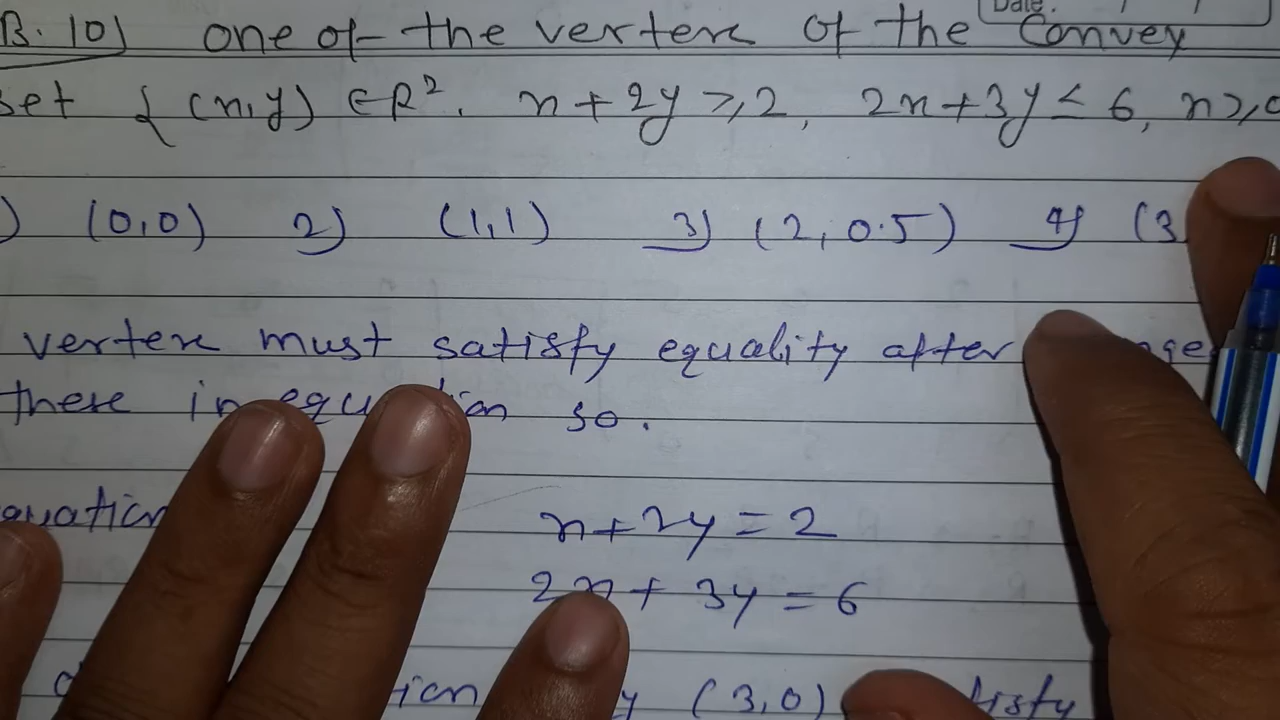 B. 10) one of the vertex of the Convex
Date.
set { (x,y) ∈ R². x + 2y ≥ 2, 2x + 3y ≤ 6, x ≥ 0
) (0,0) 2) (1,1) 3) (2, 0.5) 4) (3
vertex must satisfy equality after
these in so.
x + 2y = 2
2x + 3y = 6
(3,0)